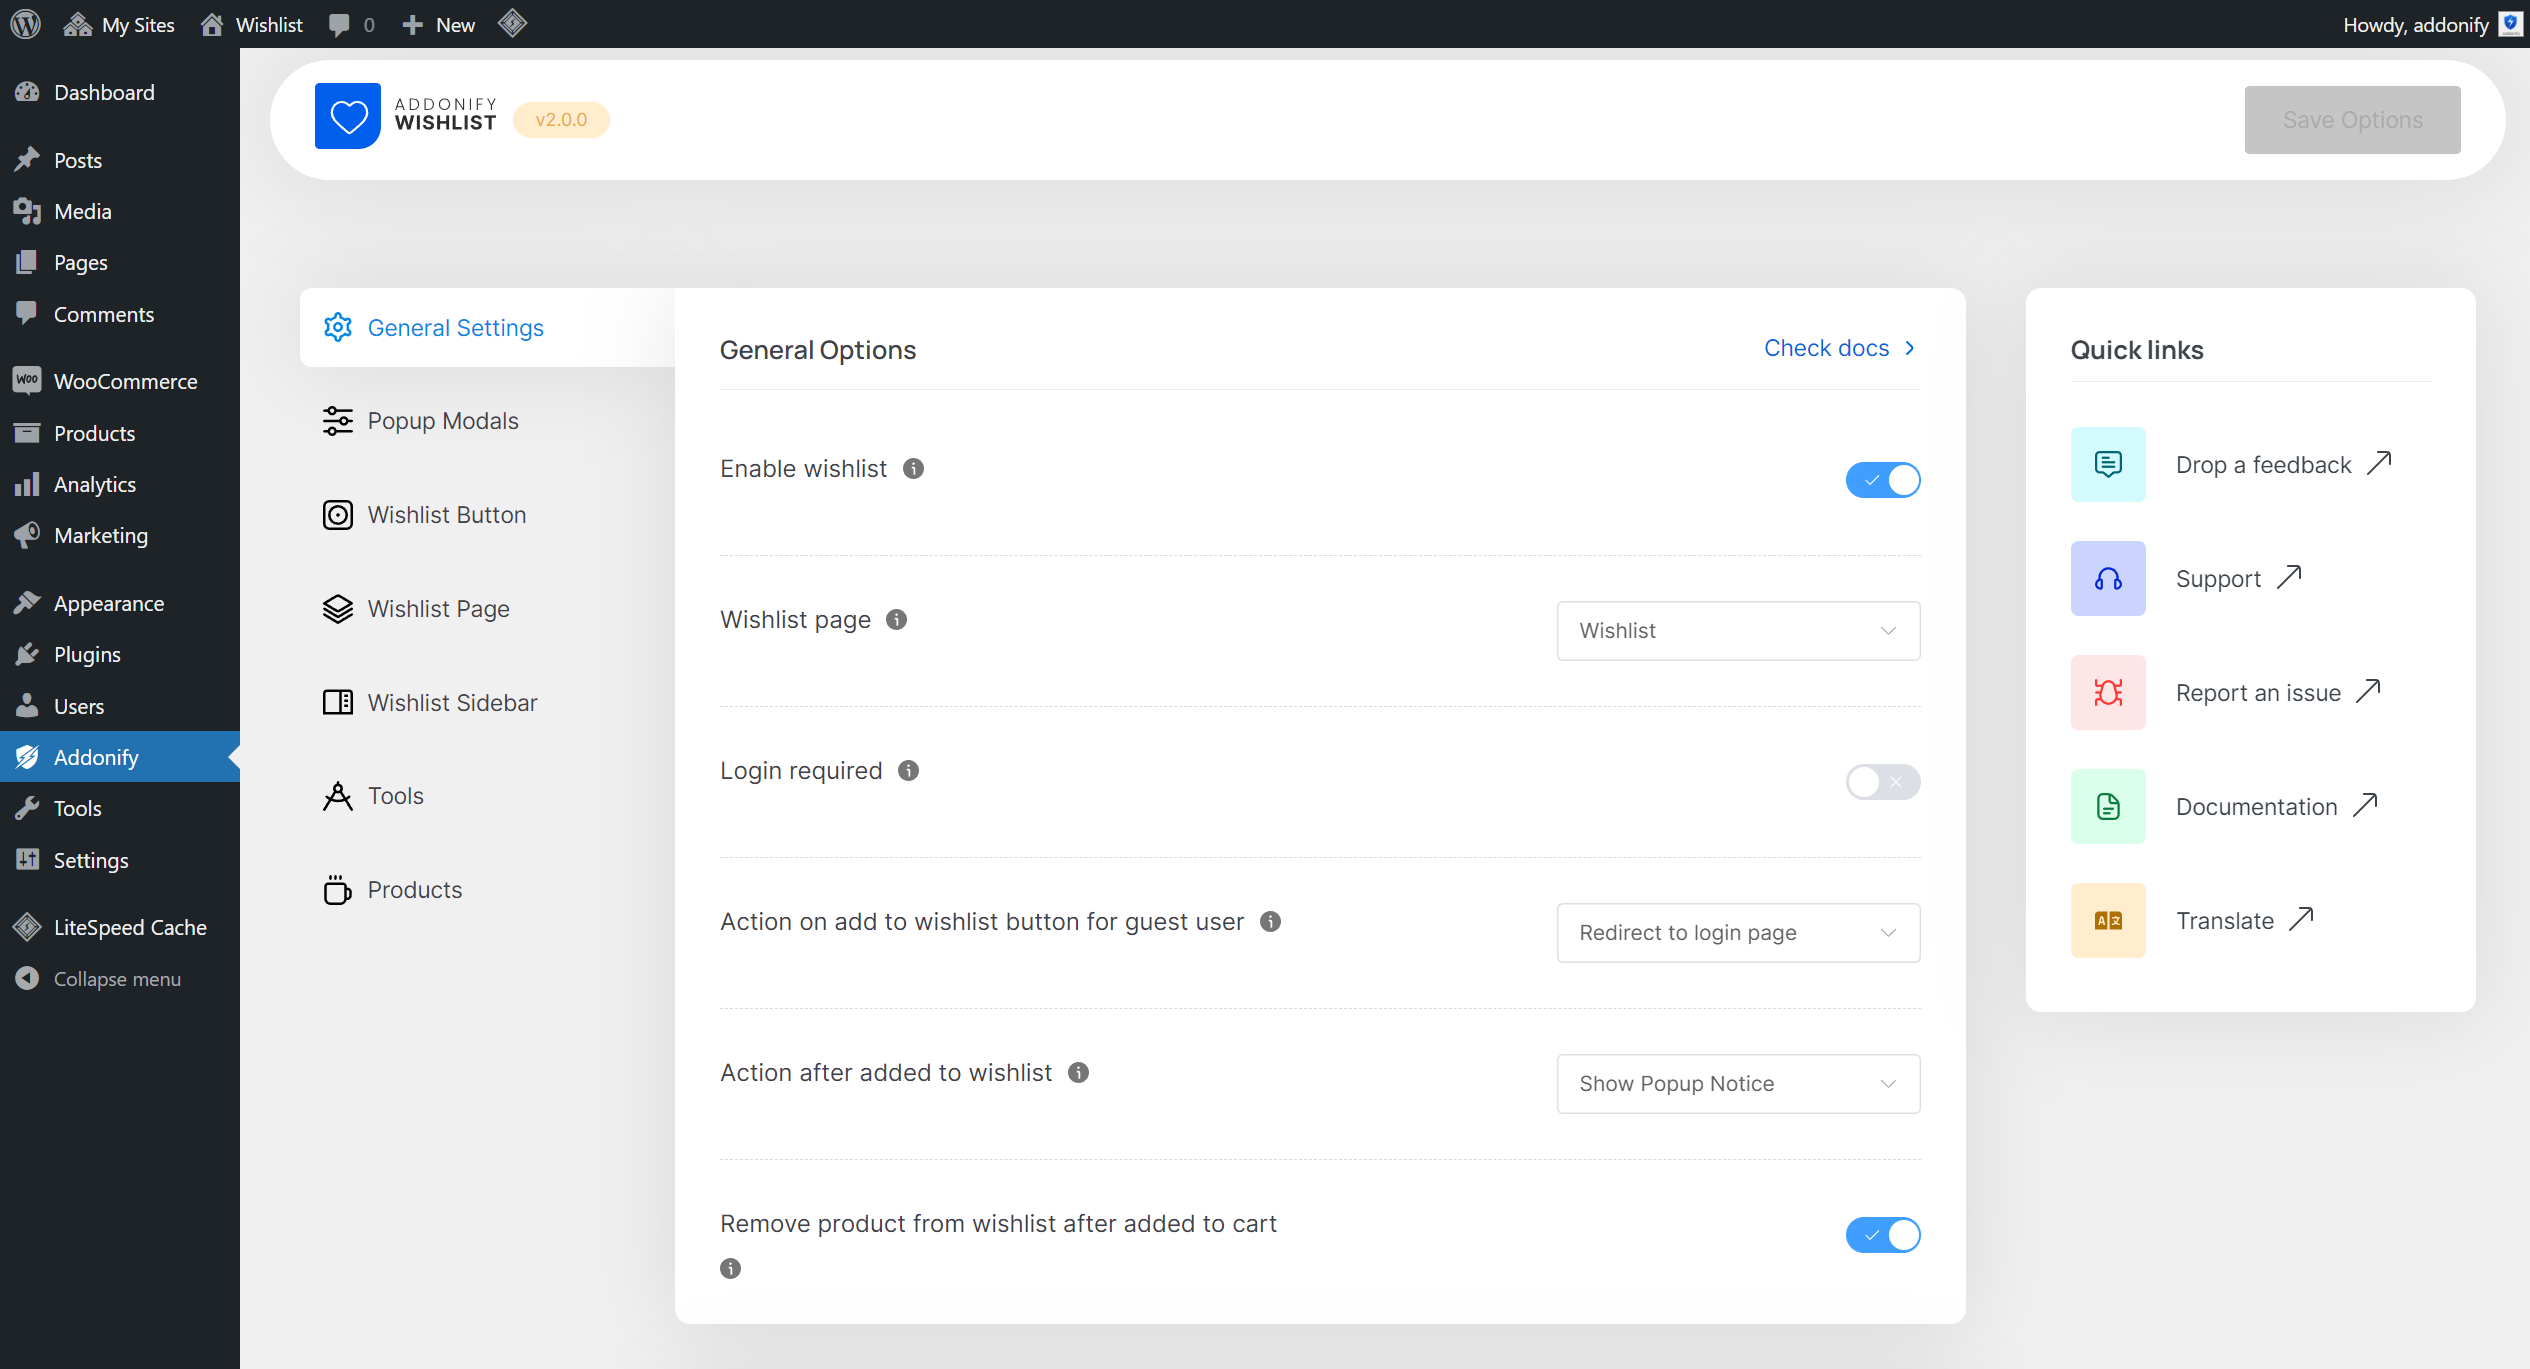 My Sites
Wishlist
0
New
Howdy, addonify
Dashboard
Posts
Media
Pages
Comments
WooCommerce
Products
Analytics
Marketing
Appearance
Plugins
Users
Addonify
Tools
Settings
LiteSpeed Cache
Collapse menu
ADDONIFY
WISHLIST
v2.0.0
Save Options
General Settings
Popup Modals
Wishlist Button
Wishlist Page
Wishlist Sidebar
Tools
Products
General Options
Check docs
Enable wishlist
Wishlist page
Wishlist
Login required
Action on add to wishlist button for guest user
Redirect to login page
Action after added to wishlist
Show Popup Notice
Remove product from wishlist after added to cart
Quick links
Drop a feedback
Support
Report an issue
Documentation
Translate